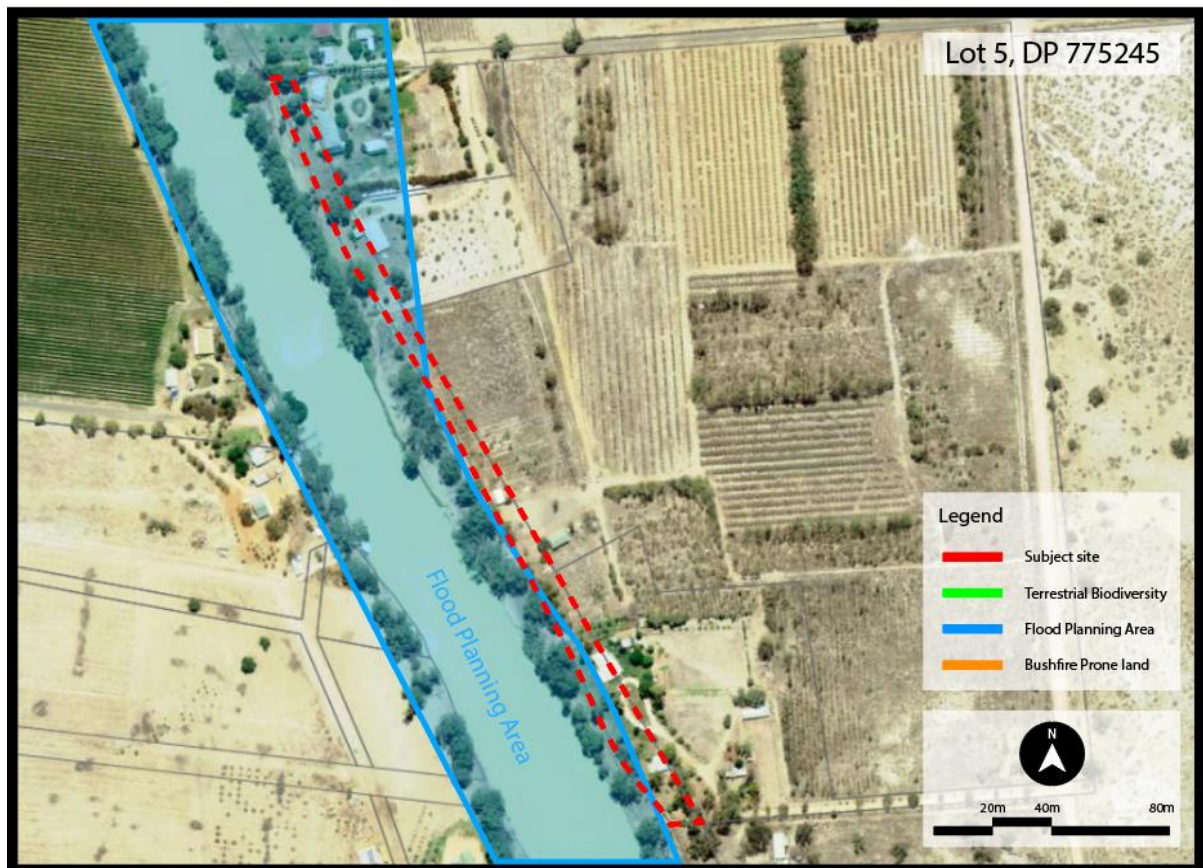 Lot 5, DP 775245
Flood Planning Area
Legend
Subject site
Terrestrial Biodiversity
Flood Planning Area
Bushfire Prone land
N
20m 40m 80m